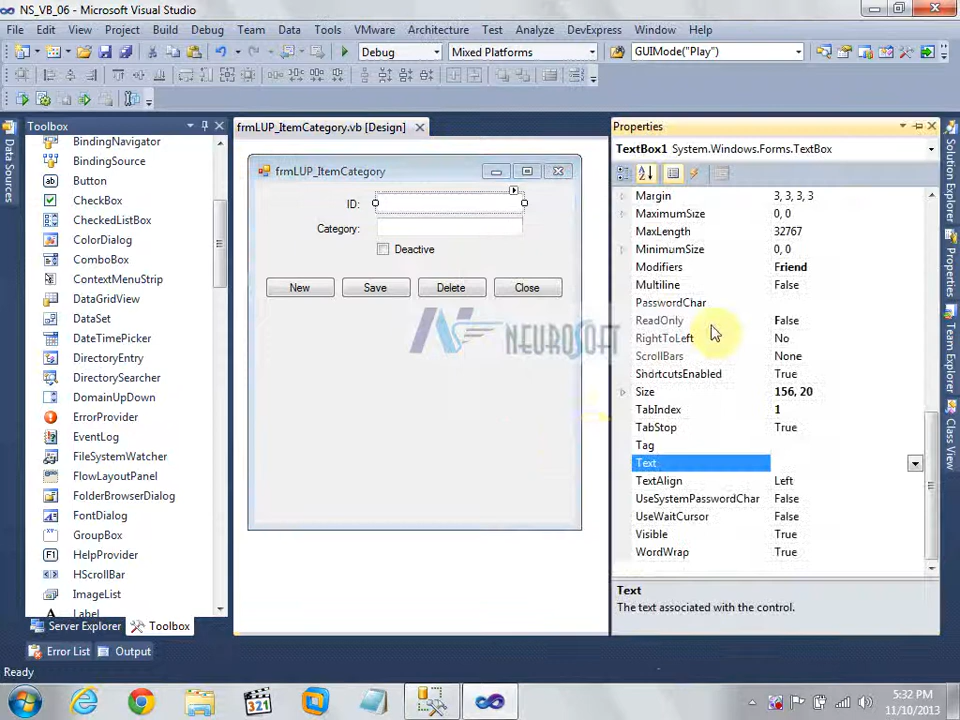 NS_VB_06 - Microsoft Visual Studio
File Edit View Project Build Debug Team Data Tools VMware Architecture Test Analyze DevExpress Window Help
Debug Mixed Platforms GUIMode("Play")
Toolbox
BindingNavigator
BindingSource
Button
CheckBox
CheckedListBox
ColorDialog
ComboBox
ContextMenuStrip
DataGridView
DataSet
DateTimePicker
DirectoryEntry
DirectorySearcher
DomainUpDown
ErrorProvider
EventLog
FileSystemWatcher
FlowLayoutPanel
FolderBrowserDialog
FontDialog
GroupBox
HelpProvider
HScrollBar
ImageList
Label
Server Explorer Toolbox
Error List Output
Ready
Data Sources
frmLUP_ItemCategory.vb [Design]
frmLUP_ItemCategory
ID:
Category:
Deactive
New Save Delete Close
NEUROSOFT
Properties
TextBox1 System.Windows.Forms.TextBox
Margin 3, 3, 3, 3
MaximumSize 0, 0
MaxLength 32767
MinimumSize 0, 0
Modifiers Friend
Multiline False
PasswordChar
ReadOnly False
RightToLeft No
ScrollBars None
ShortcutsEnabled True
Size 156, 20
TabIndex 1
TabStop True
Tag
Text
TextAlign Left
UseSystemPasswordChar False
UseWaitCursor False
Visible True
WordWrap True
Text
The text associated with the control.
Solution Explorer
Properties
Team Explorer
Class View
321
5:32 PM
11/10/2013